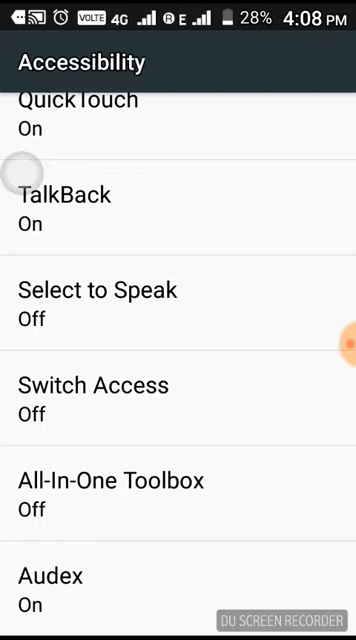 VOLTE 4G R E 28% 4:08 PM
Accessibility
QuickTouch
On
TalkBack
On
Select to Speak
Off
Switch Access
Off
All-In-One Toolbox
Off
Audex
On
DU SCREEN RECORDER